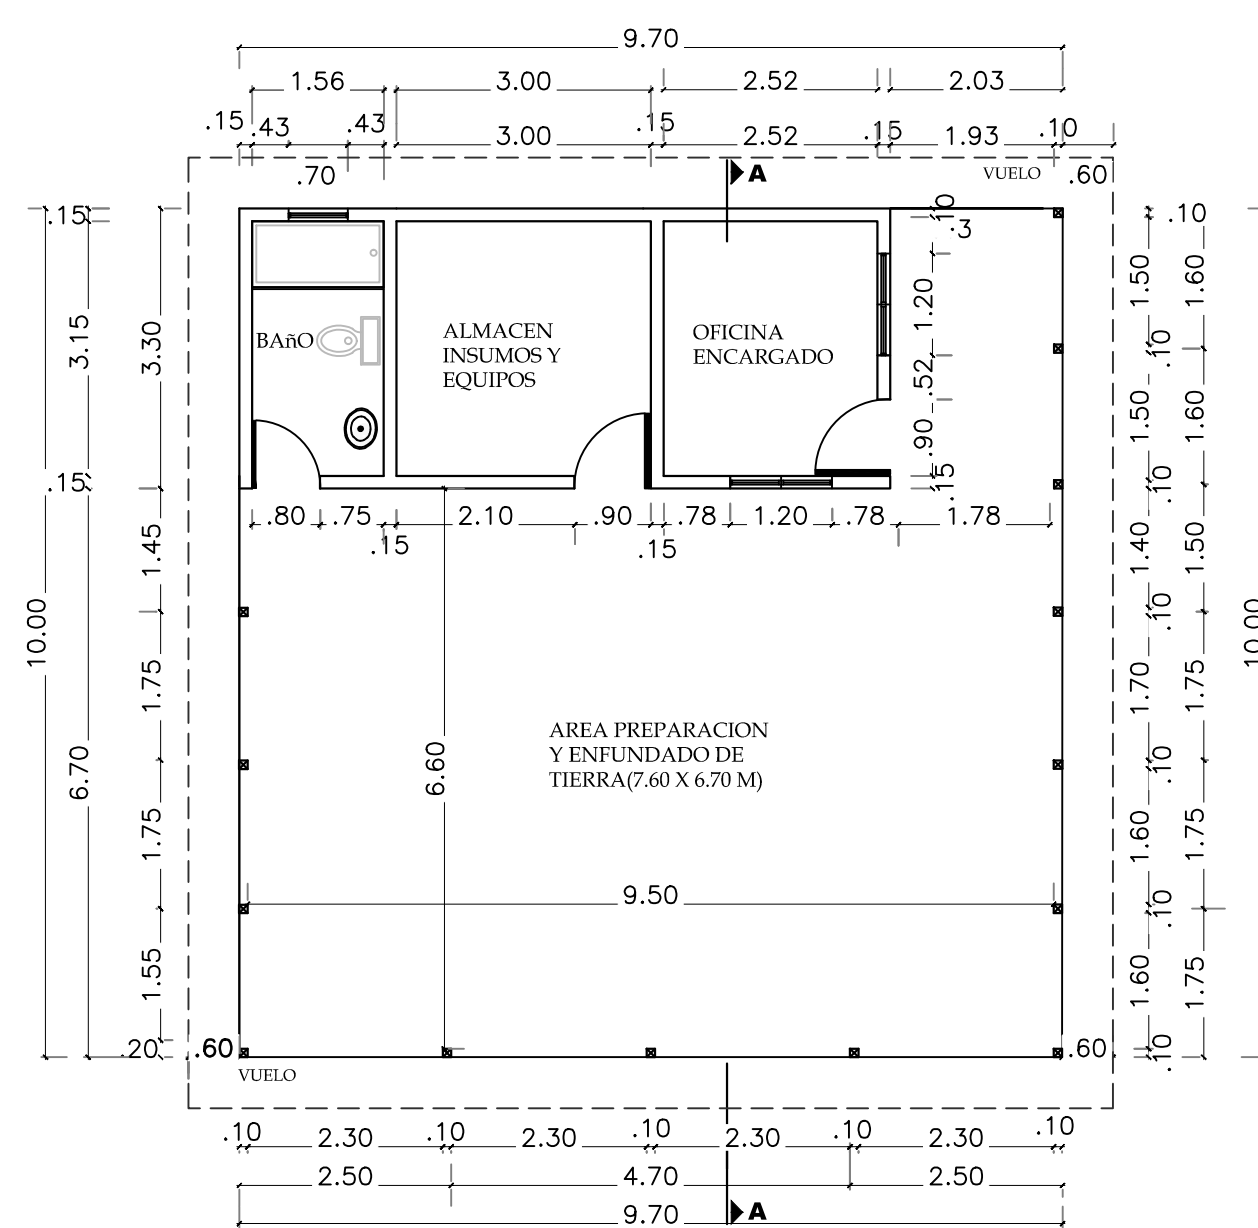 9.70
1.56 3.00 2.52 2.03
.15 .43 .43 3.00 .15 2.52 .15 1.93 .10
.70 A VUELO .60
.15 .10 .10
.3
1.50 1.60
1.20
3.15 3.30
BAñO
ALMACEN
INSUMOS Y
EQUIPOS
OFICINA
ENCARGADO
.10
.52
1.50 1.60
.90
.15 .15 .10
.80 .75 2.10 .90 .78 1.20 .78 1.78
.15 .15
1.45 1.40 1.50
10.00 .10 10.00
1.75 1.70 1.75
AREA PREPARACION
Y ENFUNDADO DE
TIERRA(7.60 X 6.70 M)
6.70 6.60 .10
1.75 1.60 1.75
9.50 .10
1.55 1.60 1.75
.20 .60 .60 .10
VUELO
.10 2.30 .10 2.30 .10 2.30 .10 2.30 .10
2.50 4.70 2.50
9.70 A